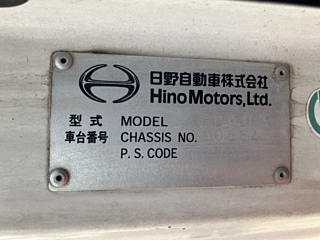 日野自動車株式会社
Hino Motors, Ltd.
型式 MODEL
車台番号 CHASSIS NO.
P. S. CODE